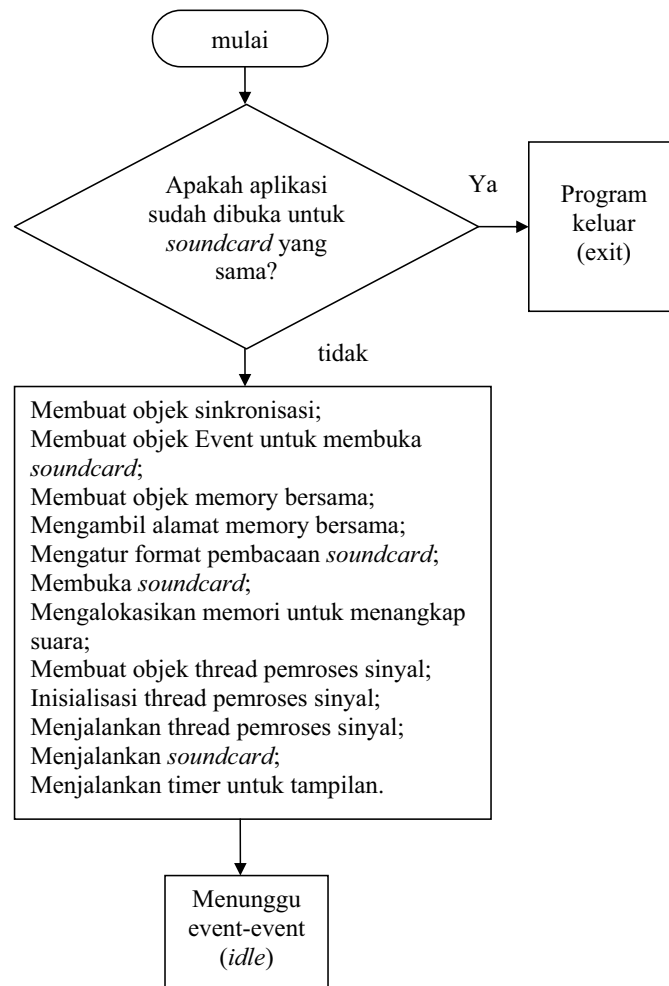 mulai
Apakah aplikasi
sudah dibuka untuk
soundcard yang
sama?
Ya
Program
keluar
(exit)
tidak
Membuat objek sinkronisasi;
Membuat objek Event untuk membuka
soundcard;
Membuat objek memory bersama;
Mengambil alamat memory bersama;
Mengatur format pembacaan soundcard;
Membuka soundcard;
Mengalokasikan memori untuk menangkap
suara;
Membuat objek thread pemroses sinyal;
Inisialisasi thread pemroses sinyal;
Menjalankan thread pemroses sinyal;
Menjalankan soundcard;
Menjalankan timer untuk tampilan.
Menunggu
event-event
(idle)